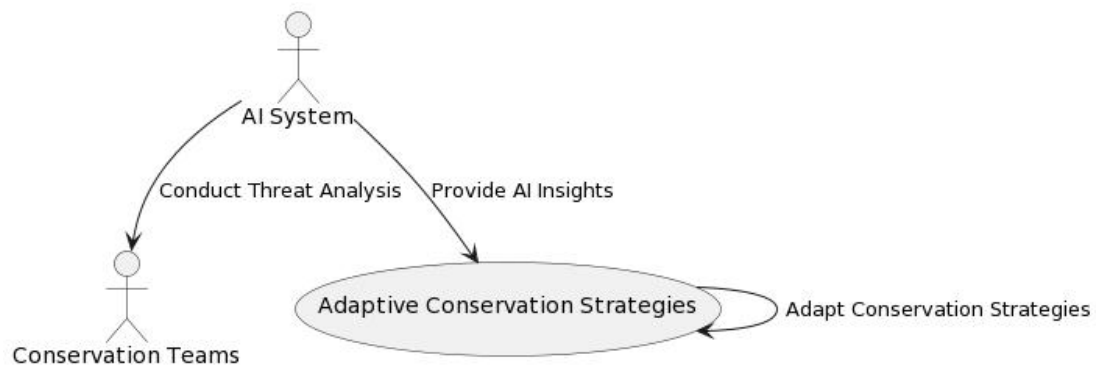 AI System
Conduct Threat Analysis
Provide AI Insights
Adaptive Conservation Strategies
Adapt Conservation Strategies
Conservation Teams